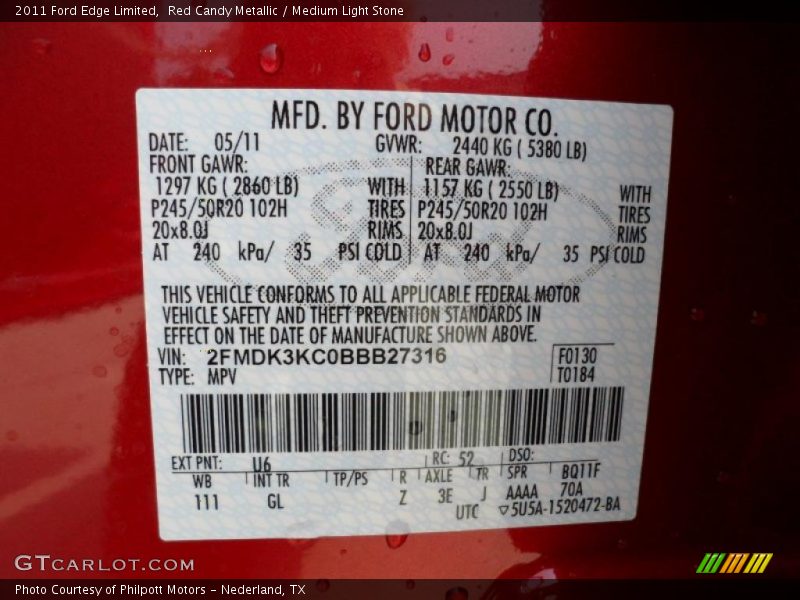 2011 Ford Edge Limited,  Red Candy Metallic / Medium Light Stone
MFD. BY FORD MOTOR CO.
DATE: 05/11 GVWR: 2440 KG ( 5380 LB)
FRONT GAWR: REAR GAWR:
1297 KG ( 2860 LB) WITH 1157 KG ( 2550 LB) WITH
P245/50R20 102H TIRES P245/50R20 102H TIRES
20x8.0J RIMS 20x8.0J RIMS
AT 240 kPa/ 35 PSI COLD AT 240 kPa/ 35 PSI COLD
THIS VEHICLE CONFORMS TO ALL APPLICABLE FEDERAL MOTOR
VEHICLE SAFETY AND THEFT PREVENTION STANDARDS IN
EFFECT ON THE DATE OF MANUFACTURE SHOWN ABOVE.
VIN: 2FMDK3KC0BBB27316 F0130
TYPE: MPV T0184
EXT PNT: U6 RC: 52 DSO:
WB INT TR TP/PS R AXLE TR SPR BQ11F
111 GL Z 3E J AAAA 70A
UTC ▽5U5A-1520472-BA
GTCARLOT.COM
Photo Courtesy of Philpott Motors - Nederland, TX